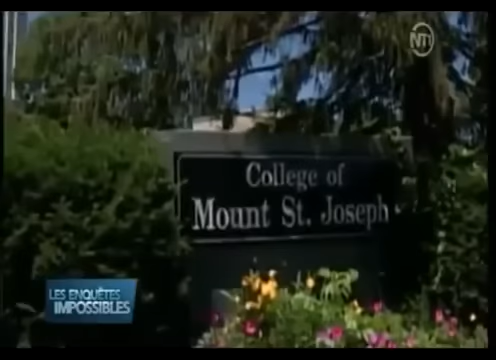 NT1
College of
Mount St. Joseph
LES ENQUÊTES
IMPOSSIBLES